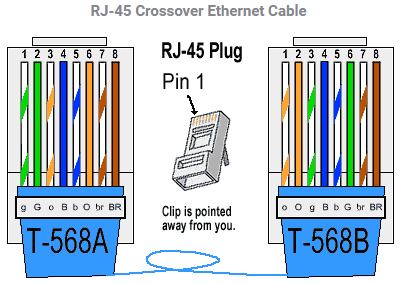 RJ-45 Crossover Ethernet Cable
1 2 3 4 5 6 7 8
RJ-45 Plug
Pin 1
1 2 3 4 5 6 7 8
Clip is pointed
away from you.
g G o B b O br BR
T-568A
o O g B b G br BR
T-568B